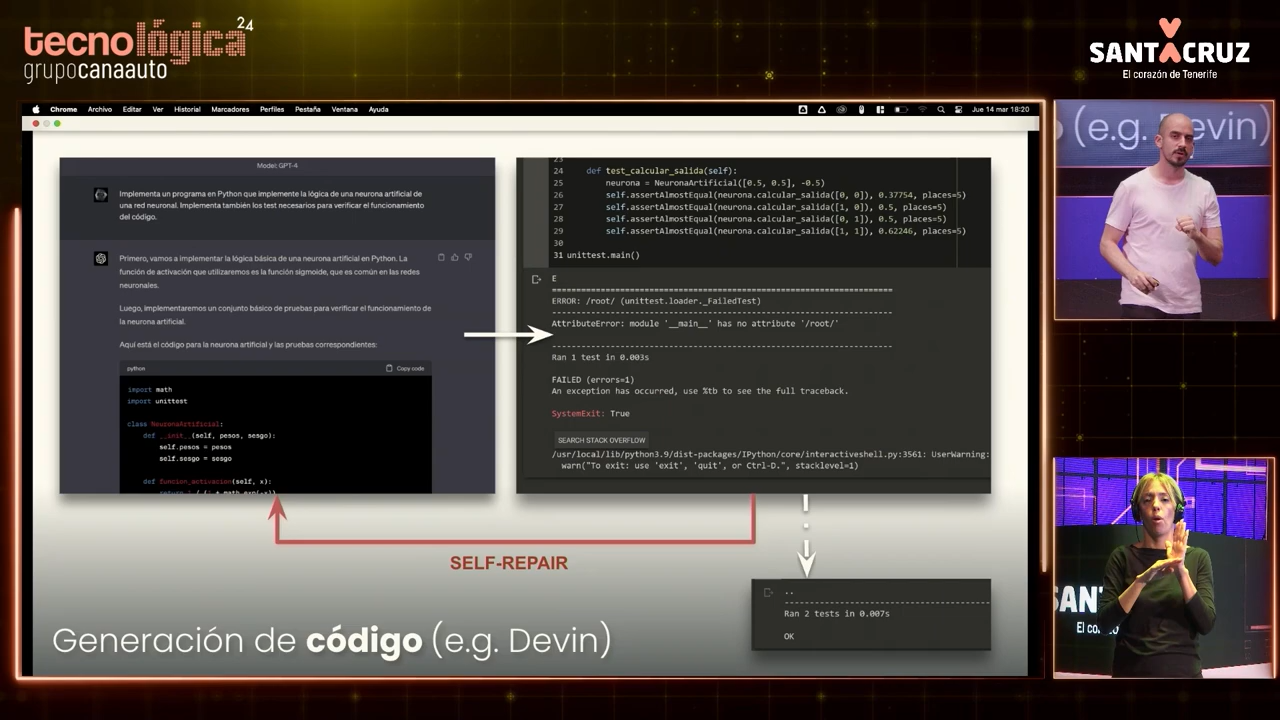 tecnológica24
grupocanaauto
SANTACRUZ
El corazón de Tenerife
Chrome Archivo Editar Ver Historial Marcadores Perfiles Pestaña Ventana Ayuda
Jue 14 mar 18:20
Model: GPT-4
Implementa un programa en Python que implemente la lógica de una neurona artificial de
una red neuronal. Implementa también los test necesarios para verificar el funcionamiento
del código.
Primero, vamos a implementar la lógica básica de una neurona artificial en Python. La
función de activación que utilizaremos es la función sigmoide, que es común en las redes
neuronales.
Luego, implementaremos un conjunto básico de pruebas para verificar el funcionamiento de
la neurona artificial.
Aquí está el código para la neurona artificial y las pruebas correspondientes:
python
Copy code
import math
import unittest
class NeuronaArtificial:
def __init__(self, pesos, sesgo):
self.pesos = pesos
self.sesgo = sesgo
def funcion_activacion(self, x):
return 1 / (1 + math.exp(-x))
23
24 def test_calcular_salida(self):
25 neurona = NeuronaArtificial([0.5, 0.5], -0.5)
26 self.assertAlmostEqual(neurona.calcular_salida([0, 0]), 0.37754, places=5)
27 self.assertAlmostEqual(neurona.calcular_salida([1, 0]), 0.5, places=5)
28 self.assertAlmostEqual(neurona.calcular_salida([0, 1]), 0.5, places=5)
29 self.assertAlmostEqual(neurona.calcular_salida([1, 1]), 0.62246, places=5)
30
31 unittest.main()
E
======================================================================
ERROR: /root/ (unittest.loader._FailedTest)
----------------------------------------------------------------------
AttributeError: module '__main__' has no attribute '/root/'
----------------------------------------------------------------------
Ran 1 test in 0.003s
FAILED (errors=1)
An exception has occurred, use %tb to see the full traceback.
SystemExit: True
SEARCH STACK OVERFLOW
/usr/local/lib/python3.9/dist-packages/IPython/core/interactiveshell.py:3561: UserWarning:
warn("To exit: use 'exit', 'quit', or Ctrl-D.", stacklevel=1)
SELF-REPAIR
..
----------------------------------------------------------------------
Ran 2 tests in 0.007s
OK
Generación de código (e.g. Devin)
(e.g. Devin)
SAN
El co